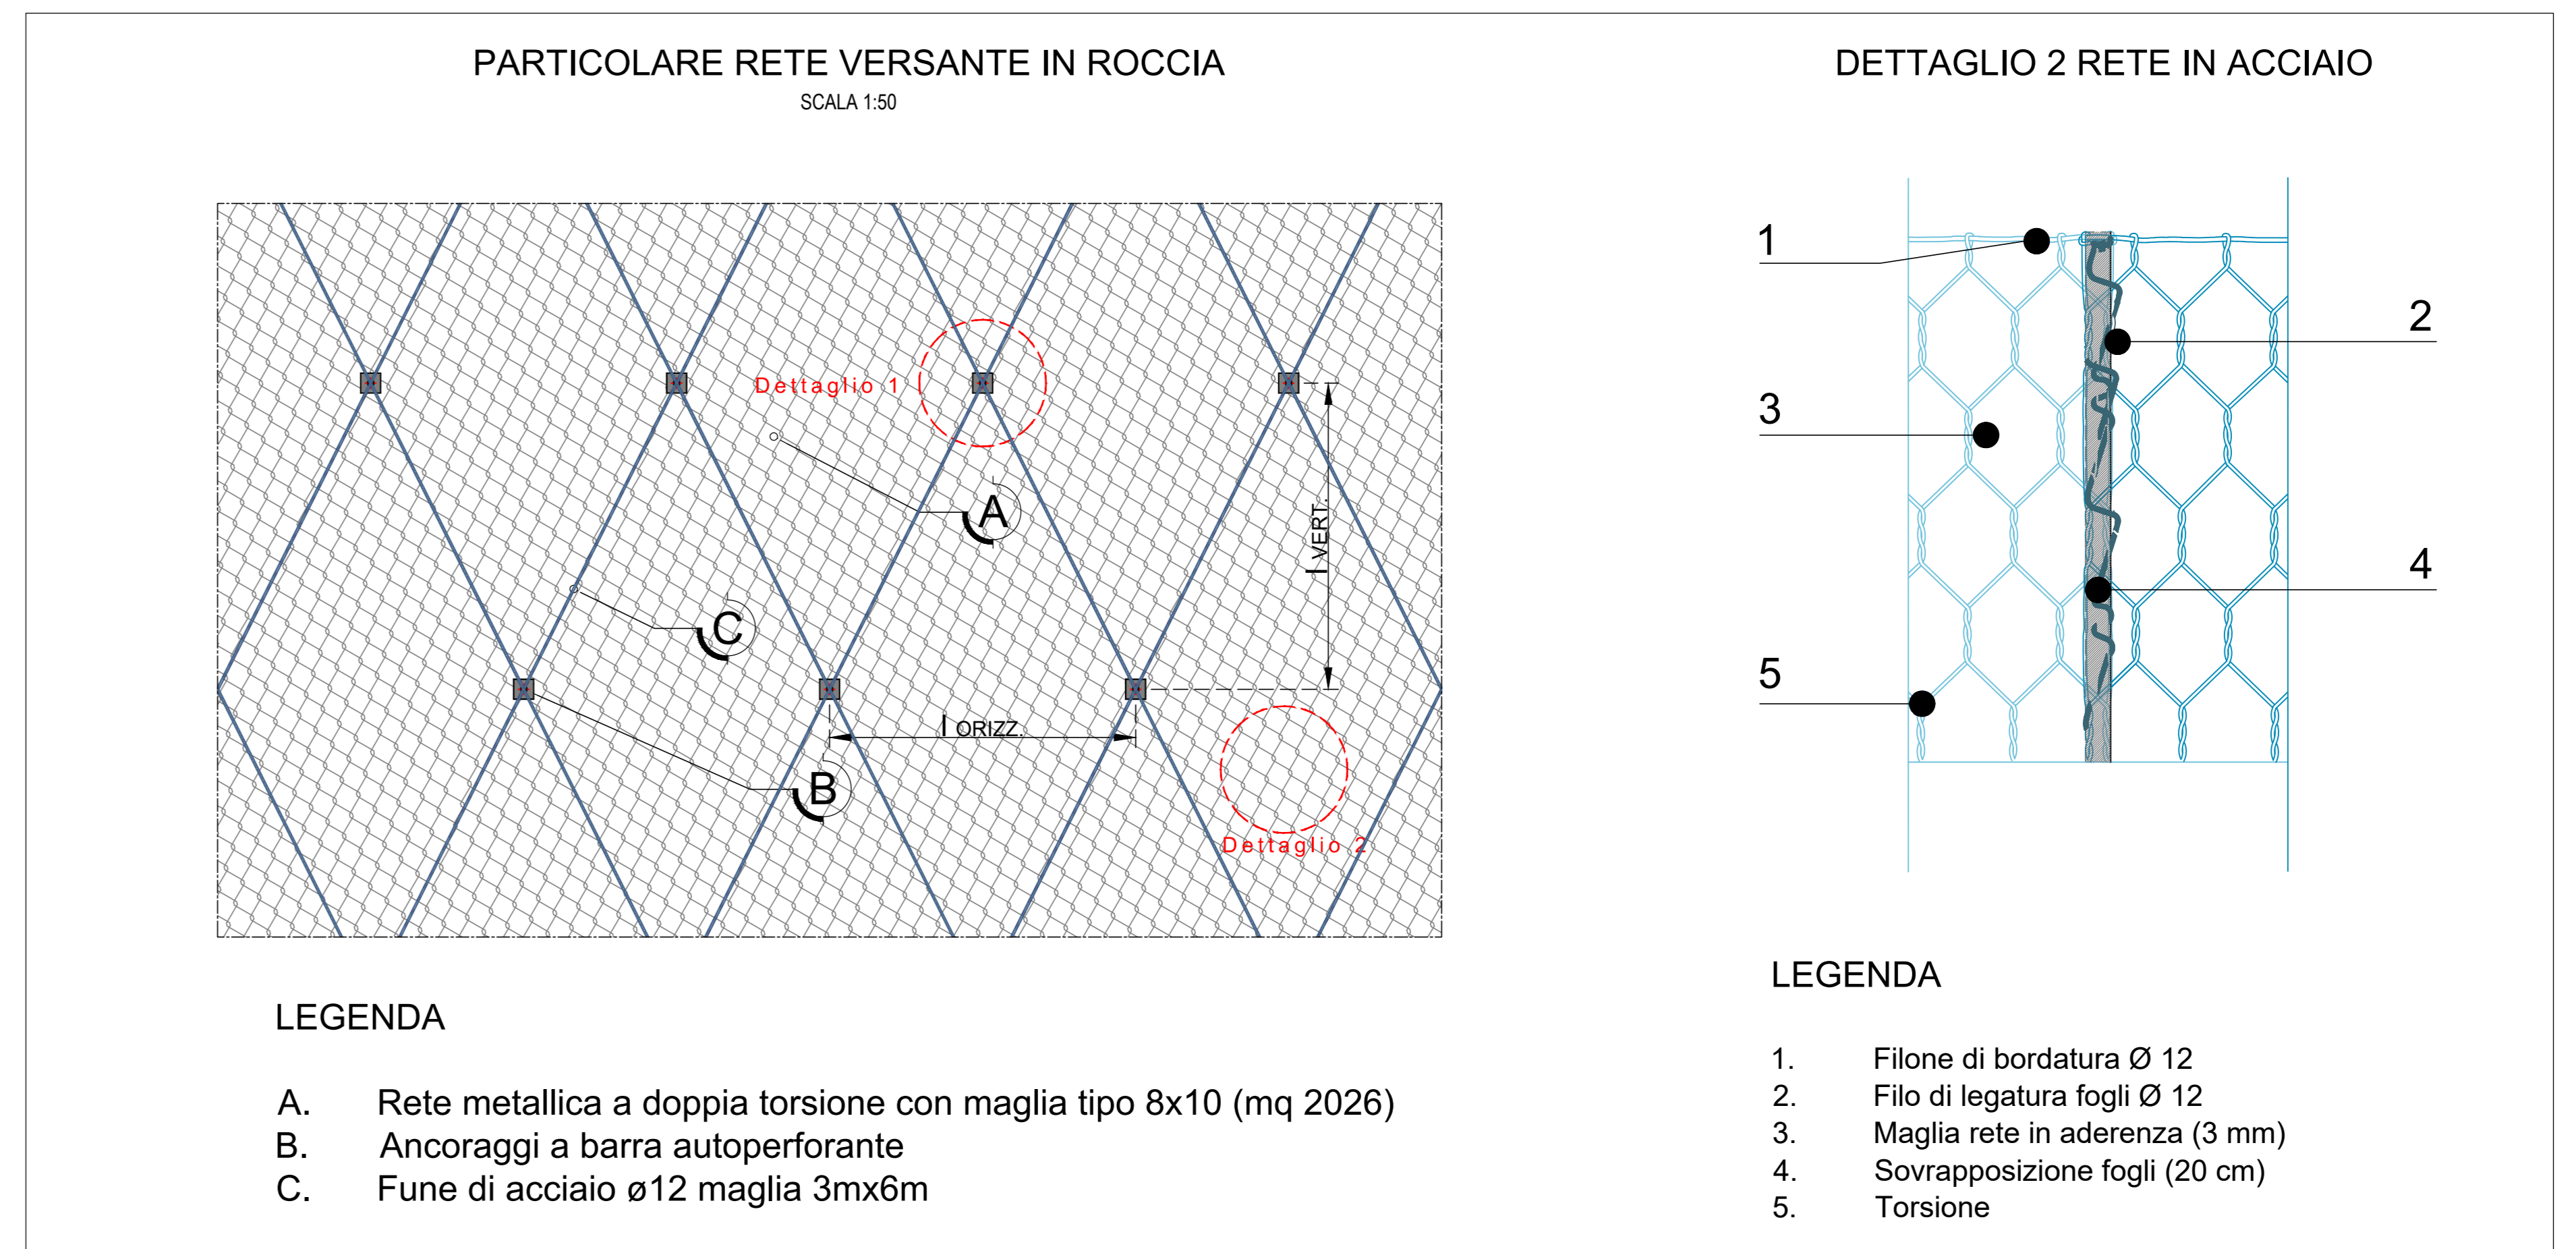 PARTICOLARE RETE VERSANTE IN ROCCIA
SCALA 1:50
Dettaglio 1
A
I VERT.
C
I ORIZZ.
B
Dettaglio 2
LEGENDA
A. Rete metallica a doppia torsione con maglia tipo 8x10 (mq 2026)
B. Ancoraggi a barra autoperforante
C. Fune di acciaio ø12 maglia 3mx6m
DETTAGLIO 2 RETE IN ACCIAIO
1
2
3
4
5
LEGENDA
1. Filone di bordatura Ø 12
2. Filo di legatura fogli Ø 12
3. Maglia rete in aderenza (3 mm)
4. Sovrapposizione fogli (20 cm)
5. Torsione